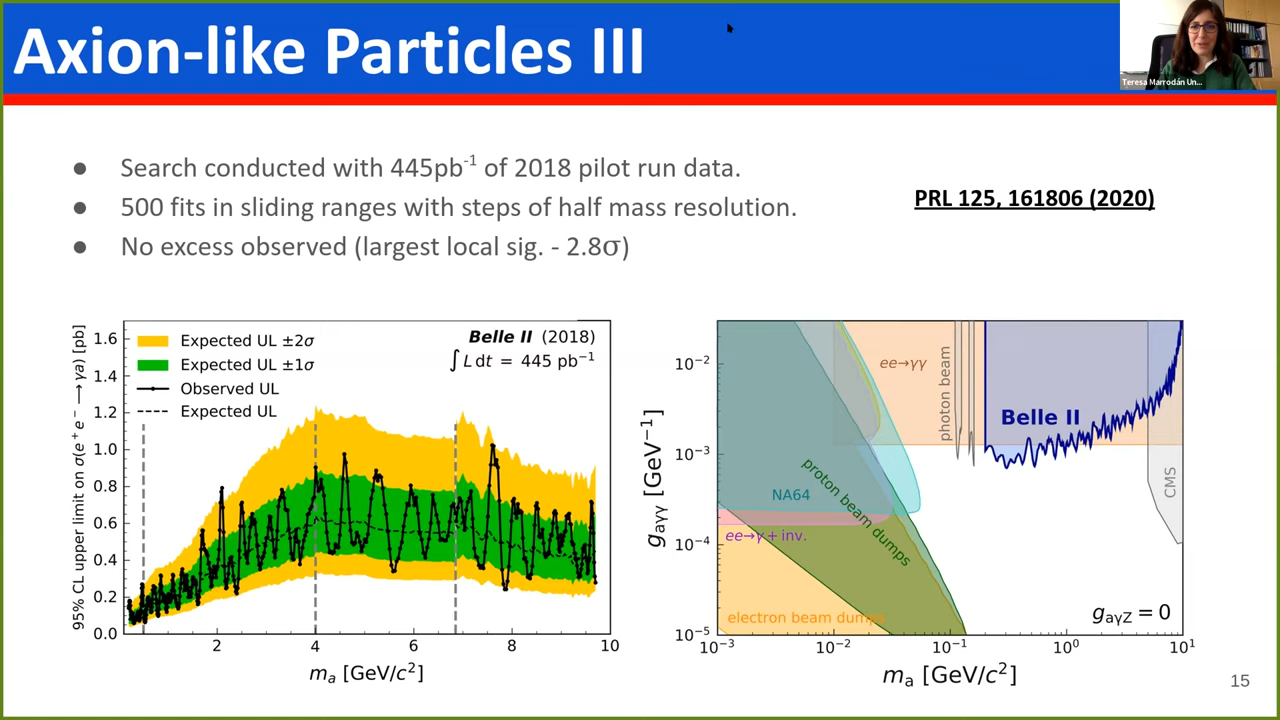 Axion-like Particles III
Teresa Marrodán Un...
● Search conducted with 445pb⁻¹ of 2018 pilot run data.
● 500 fits in sliding ranges with steps of half mass resolution.
● No excess observed (largest local sig. - 2.8σ)
PRL 125, 161806 (2020)
95% CL upper limit on σ(e⁺e⁻ ⟶ γa) [pb]
1.6
1.4
1.2
1.0
0.8
0.6
0.4
0.2
0.0
Expected UL ±2σ
Expected UL ±1σ
Observed UL
Expected UL
Belle II (2018)
∫L dt = 445 pb⁻¹
2 4 6 8 10
mₐ [GeV/c²]
g_aγγ [GeV⁻¹]
10⁻²
10⁻³
10⁻⁴
10⁻⁵
ee→γγ
photon beam
Belle II
CMS
proton beam dumps
NA64
ee→γ+inv.
electron beam dumps
g_aγZ = 0
10⁻³ 10⁻² 10⁻¹ 10⁰ 10¹
mₐ [GeV/c²]
15